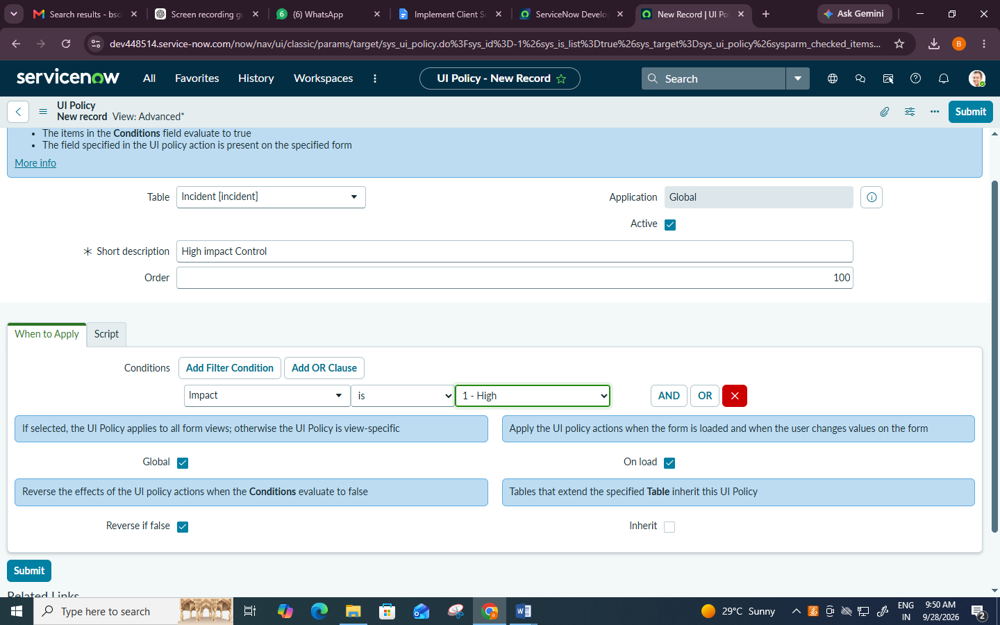 Search results - bsc
Screen recording gu
6
(6) WhatsApp
Implement Client Sc
ServiceNow Develo
New Record | UI Po
Ask Gemini
dev448514.service-now.com/now/nav/ui/classic/params/target/sys_ui_policy.do%3Fsys_id%3D-1%26sys_is_list%3Dtrue%26sys_target%3Dsys_ui_policy%26sysparm_checked_items...
B
servicenow
All
Favorites
History
Workspaces
UI Policy - New Record
Search
UI Policy
New record View: Advanced*
Submit
• The items in the Conditions field evaluate to true
• The field specified in the UI policy action is present on the specified form
More info
Table
Incident [incident]
Application
Global
Active
Short description
High impact Control
Order
100
When to Apply
Script
Conditions
Add Filter Condition
Add OR Clause
Impact
is
1 - High
AND
OR
If selected, the UI Policy applies to all form views; otherwise the UI Policy is view-specific
Apply the UI policy actions when the form is loaded and when the user changes values on the form
Global
On load
Reverse the effects of the UI policy actions when the Conditions evaluate to false
Tables that extend the specified Table inherit this UI Policy
Reverse if false
Inherit
Submit
Related Links
Type here to search
29°C Sunny
ENG
IN
9:50 AM
9/28/2026
2